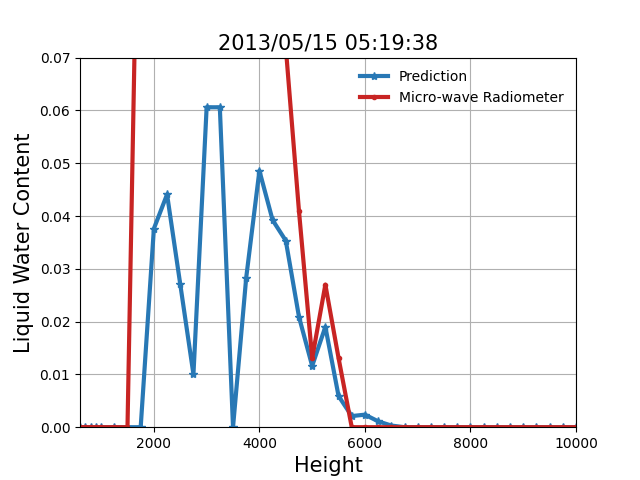 2013/05/15 05:19:38
Prediction
Micro-wave Radiometer
Liquid Water Content
0.07
0.06
0.05
0.04
0.03
0.02
0.01
0.00
2000 4000 6000 8000 10000
Height